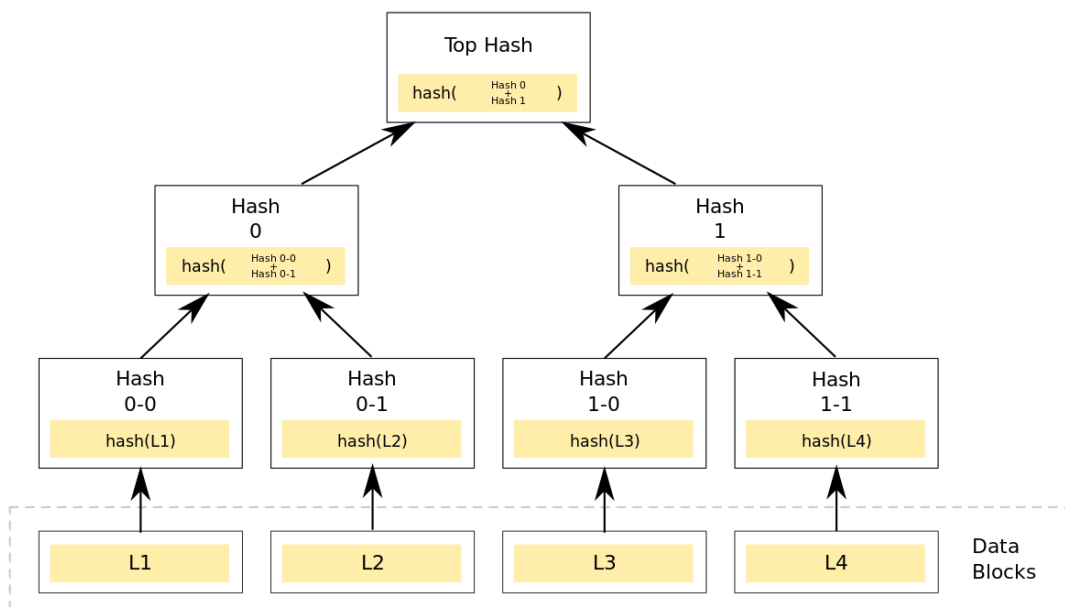 Top Hash
hash( Hash 0 + Hash 1 )
Hash
0
hash( Hash 0-0 + Hash 0-1 )
Hash
1
hash( Hash 1-0 + Hash 1-1 )
Hash
0-0
hash(L1)
Hash
0-1
hash(L2)
Hash
1-0
hash(L3)
Hash
1-1
hash(L4)
L1
L2
L3
L4
Data
Blocks